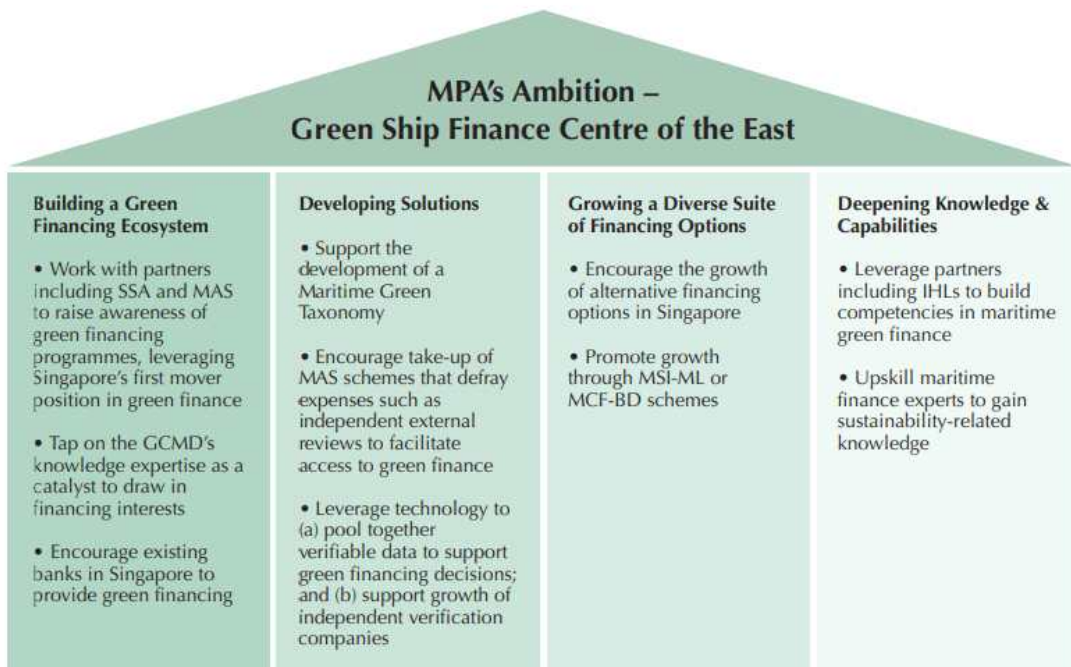 MPA's Ambition –
Green Ship Finance Centre of the East
Building a Green
Financing Ecosystem
• Work with partners
including SSA and MAS
to raise awareness of
green financing
programmes, leveraging
Singapore's first mover
position in green finance
• Tap on the GCMD's
knowledge expertise as a
catalyst to draw in
financing interests
• Encourage existing
banks in Singapore to
provide green financing
Developing Solutions
• Support the
development of a
Maritime Green
Taxonomy
• Encourage take-up of
MAS schemes that defray
expenses such as
independent external
reviews to facilitate
access to green finance
• Leverage technology to
(a) pool together
verifiable data to support
green financing decisions;
and (b) support growth of
independent verification
companies
Growing a Diverse Suite
of Financing Options
• Encourage the growth
of alternative financing
options in Singapore
• Promote growth
through MSI-ML or
MCF-BD schemes
Deepening Knowledge &
Capabilities
• Leverage partners
including IHLs to build
competencies in maritime
green finance
• Upskill maritime
finance experts to gain
sustainability-related
knowledge